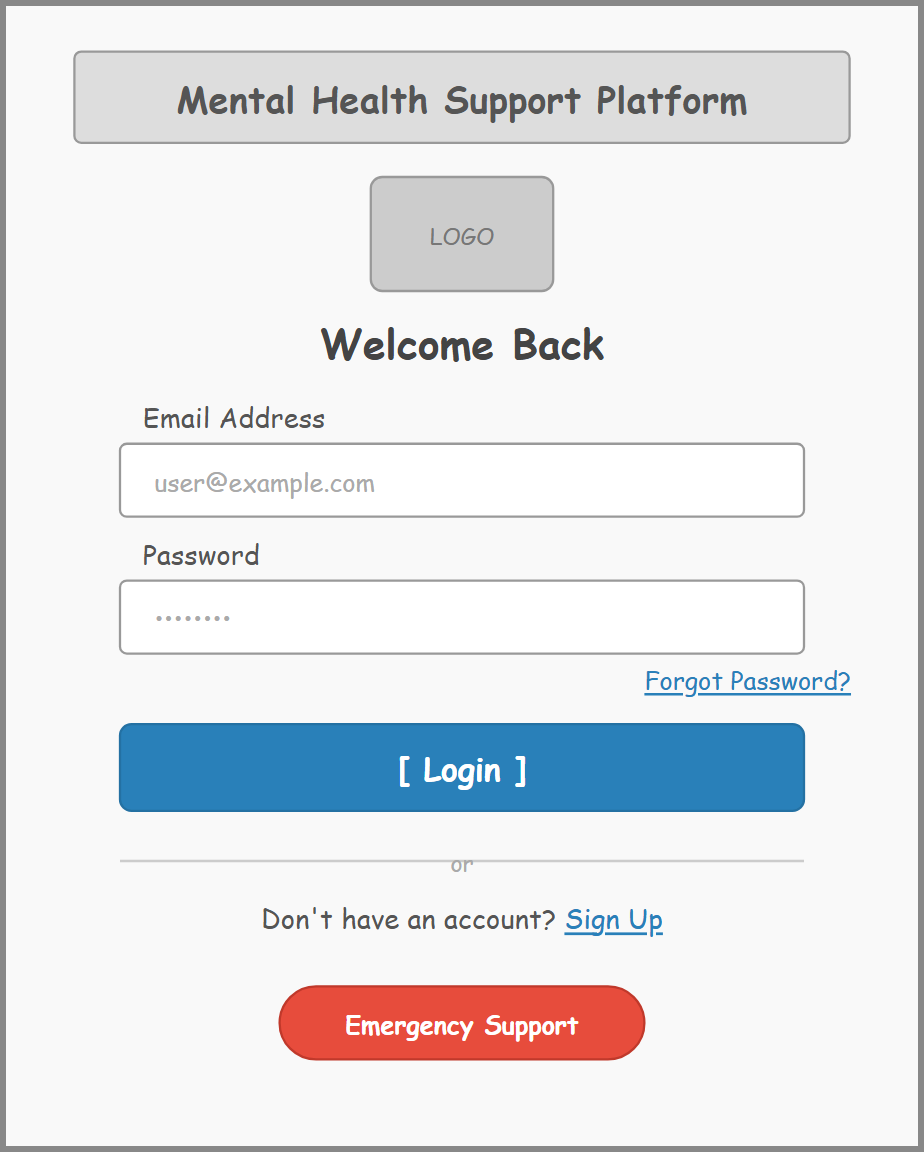 Mental Health Support Platform
LOGO
Welcome Back
Email Address
user@example.com
Password
••••••••
Forgot Password?
[ Login ]
or
Don't have an account? Sign Up
Emergency Support